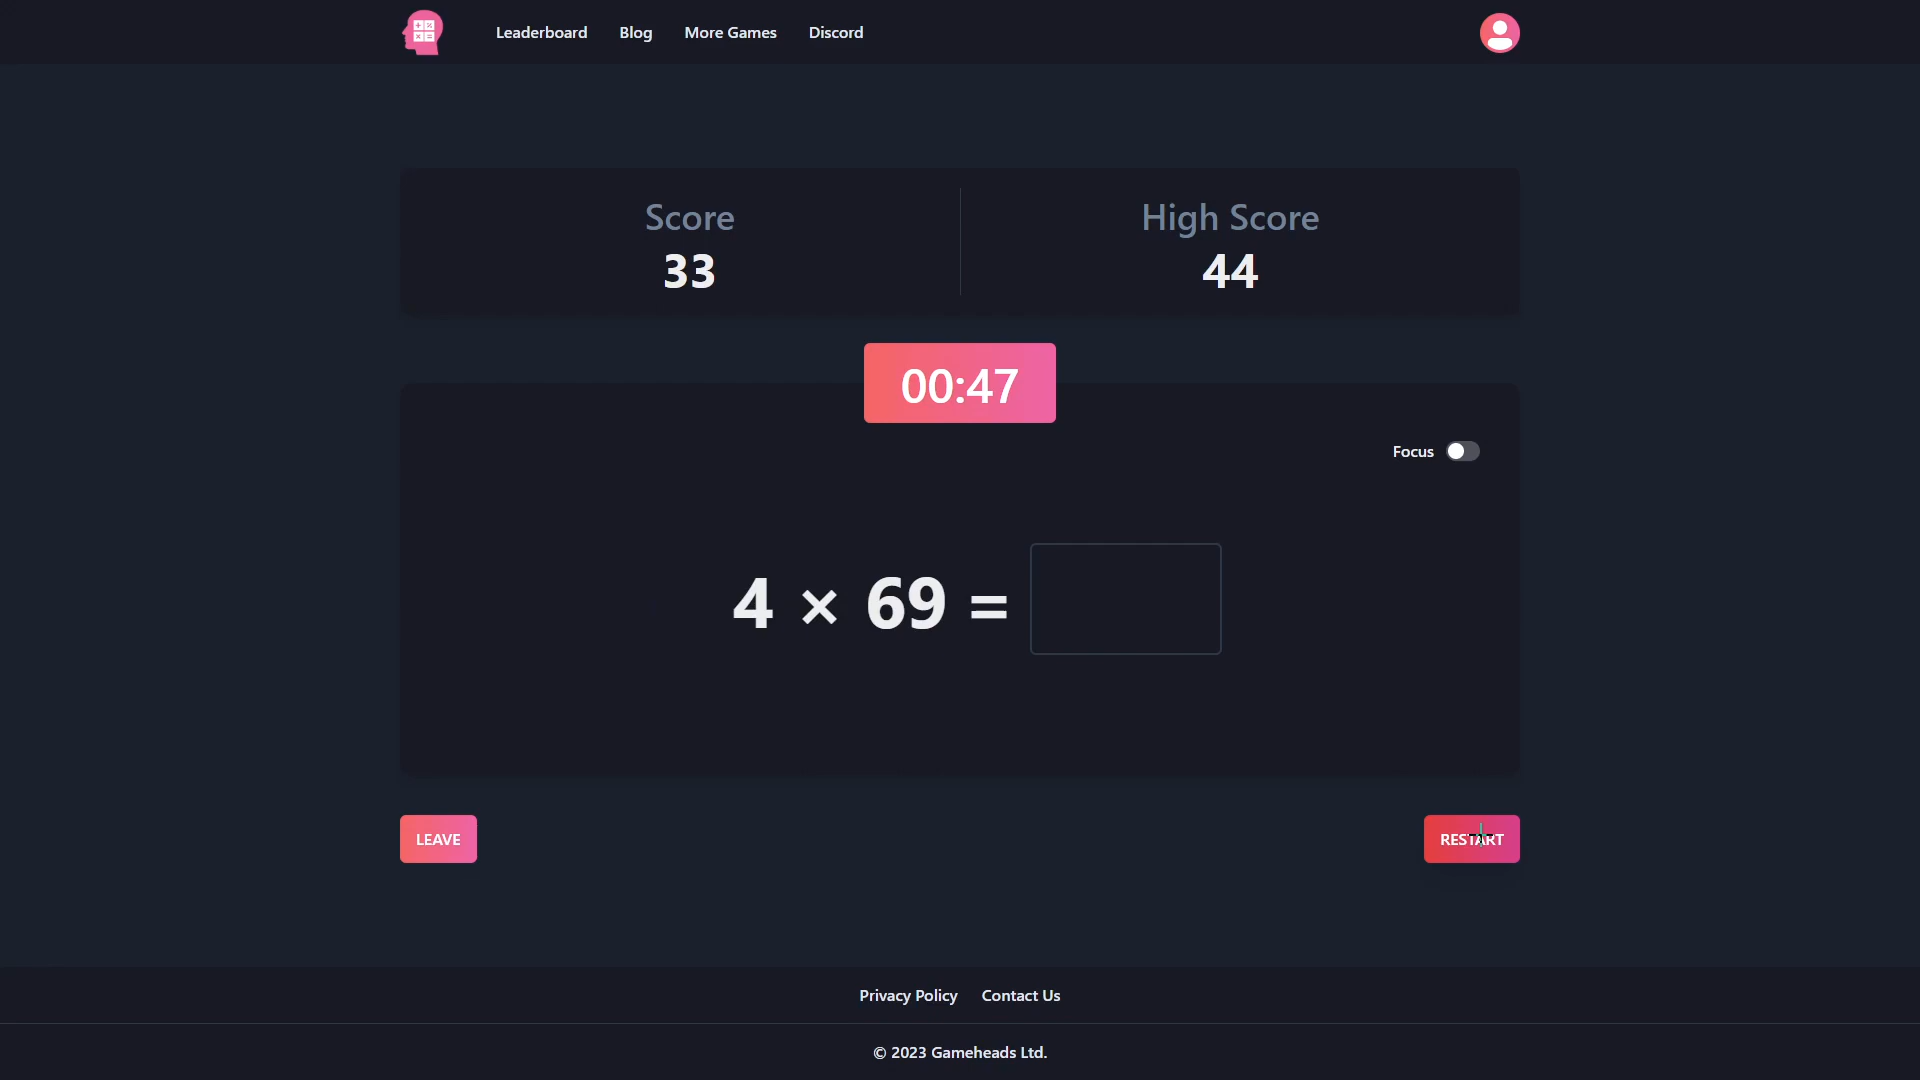 Leaderboard Blog More Games Discord
Score High Score
33 44
00:47
Focus
4 × 69 =
LEAVE RESTART
Privacy Policy Contact Us
© 2023 Gameheads Ltd.